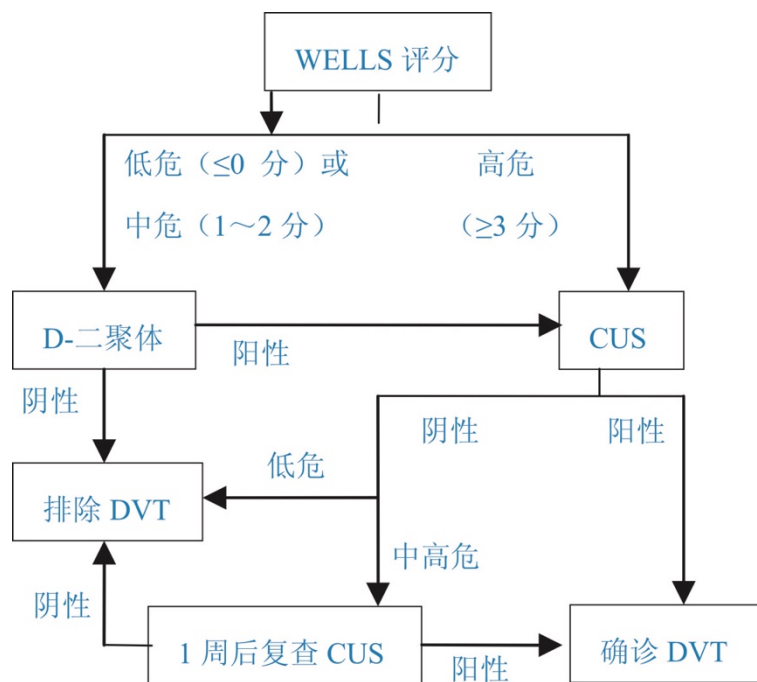 WELLS 评分
低危（≤0 分）或
中危（1～2 分）
高危
（≥3 分）
D-二聚体
阳性
CUS
阴性
阴性
阳性
低危
排除 DVT
中高危
阴性
1 周后复查 CUS
阳性
确诊 DVT